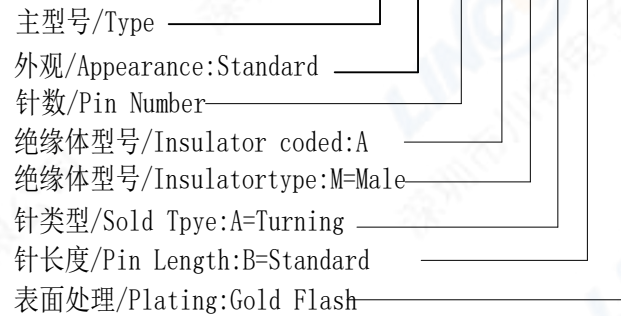 主型号/Type
外观/Appearance:Standard
针数/Pin Number
绝缘体型号/Insulator coded:A
绝缘体型号/Insulatortype:M=Male
针类型/Sold Tpye:A=Turning
针长度/Pin Length:B=Standard
表面处理/Plating:Gold Flash